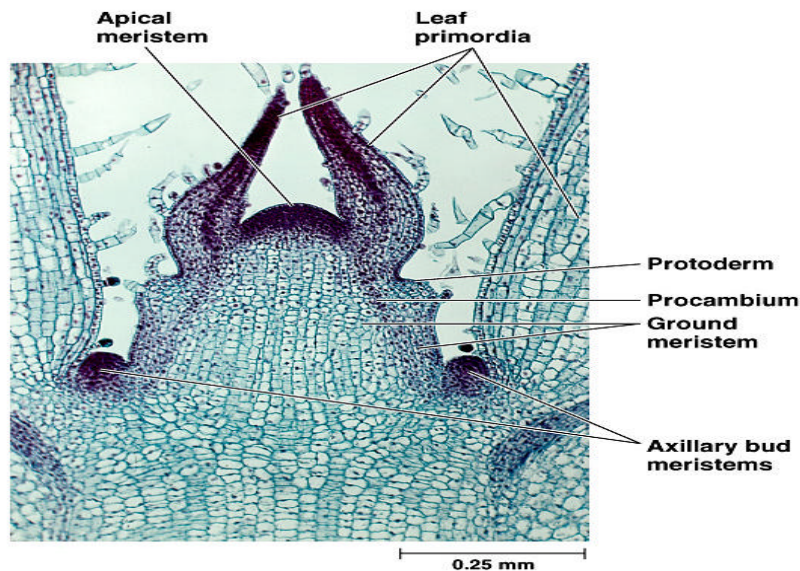 Apical
meristem
Leaf
primordia
Protoderm
Procambium
Ground
meristem
Axillary bud
meristems
0.25 mm